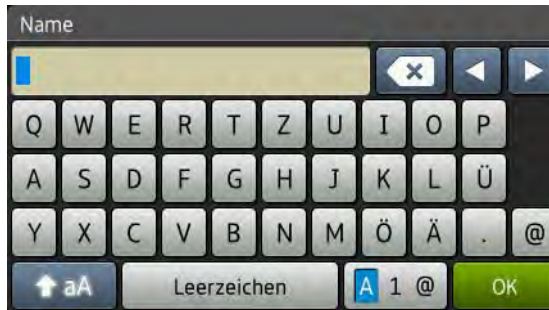 Name
Q W E R T Z U I O P
A S D F G H J K L Ü
Y X C V B N M Ö Ä . @
aA Leerzeichen A 1 @ OK